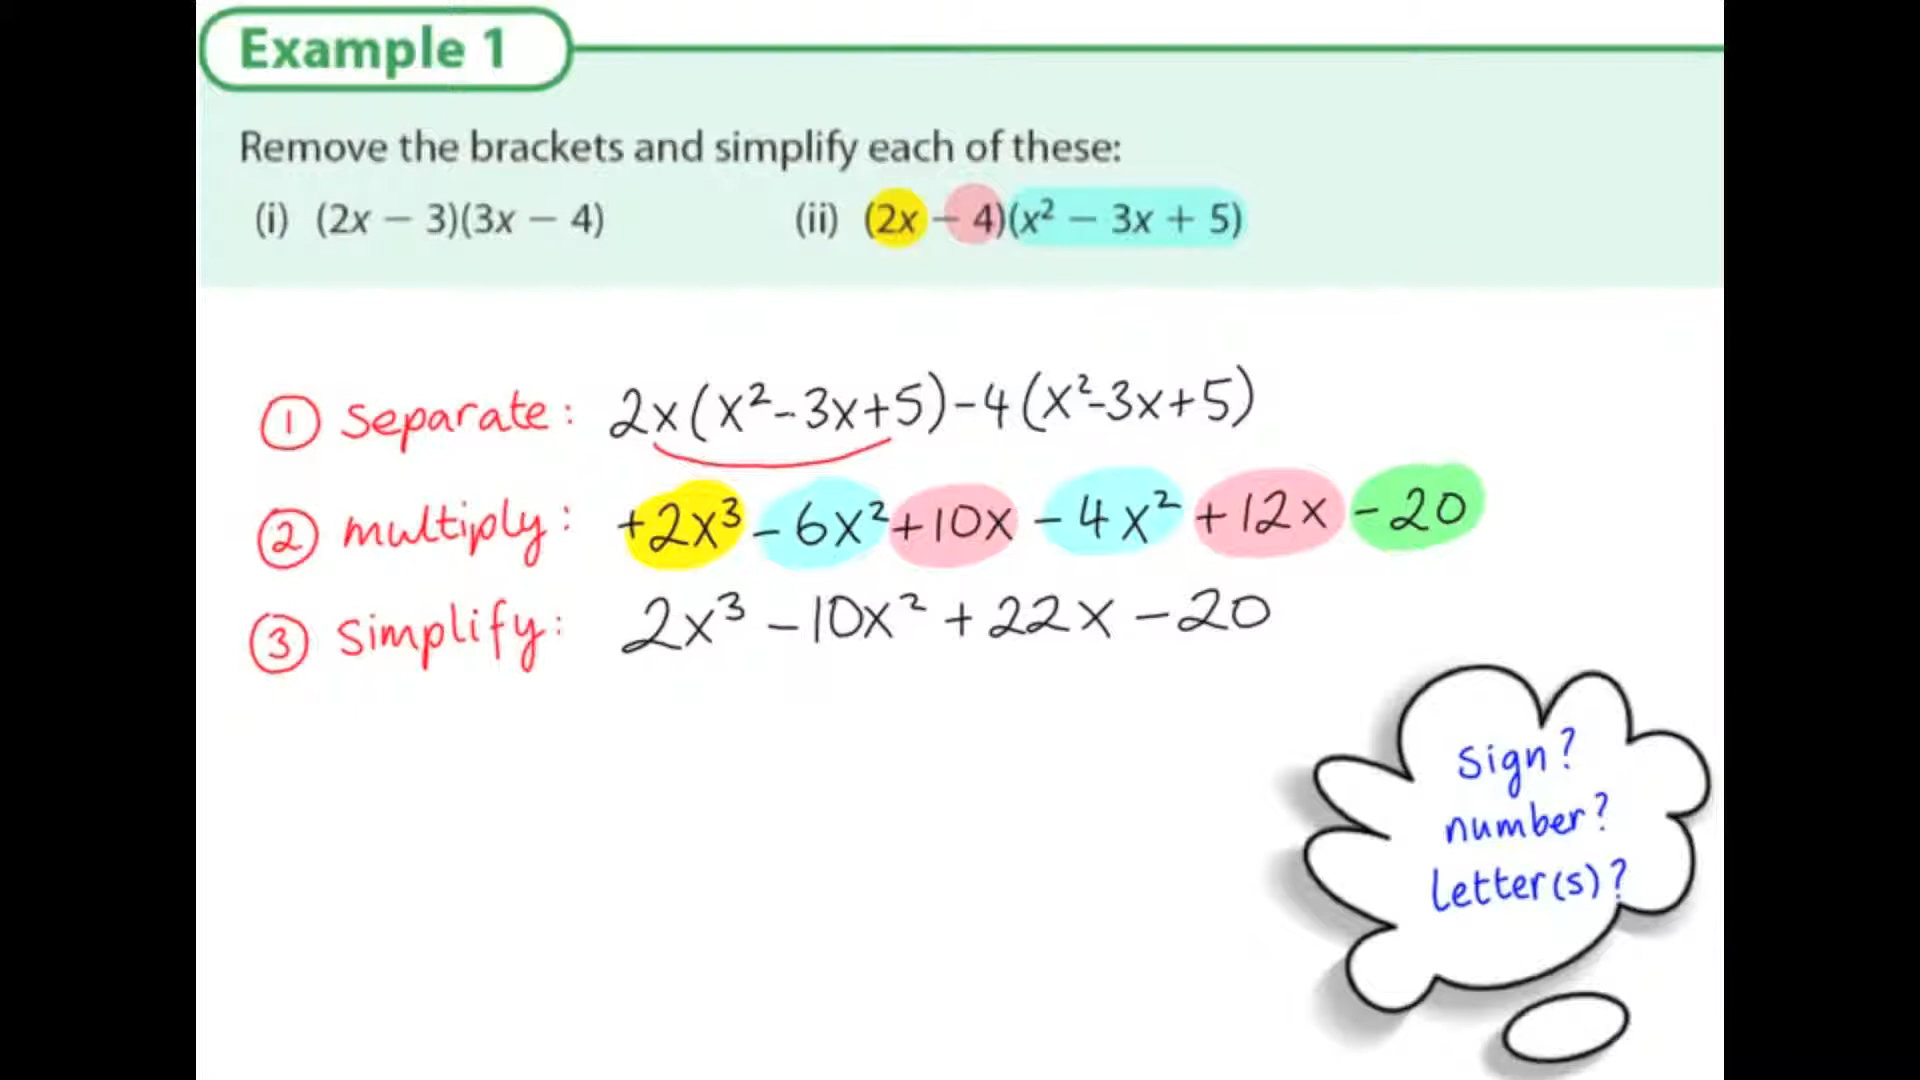 Example 1
Remove the brackets and simplify each of these:
(i) (2x − 3)(3x − 4) (ii) (2x − 4)(x² − 3x + 5)
① separate: 2x(x²-3x+5)-4(x²-3x+5)
② multiply: +2x³ -6x² +10x -4x² +12x -20
③ simplify: 2x³ -10x² +22x -20
sign?
number?
letter(s)?